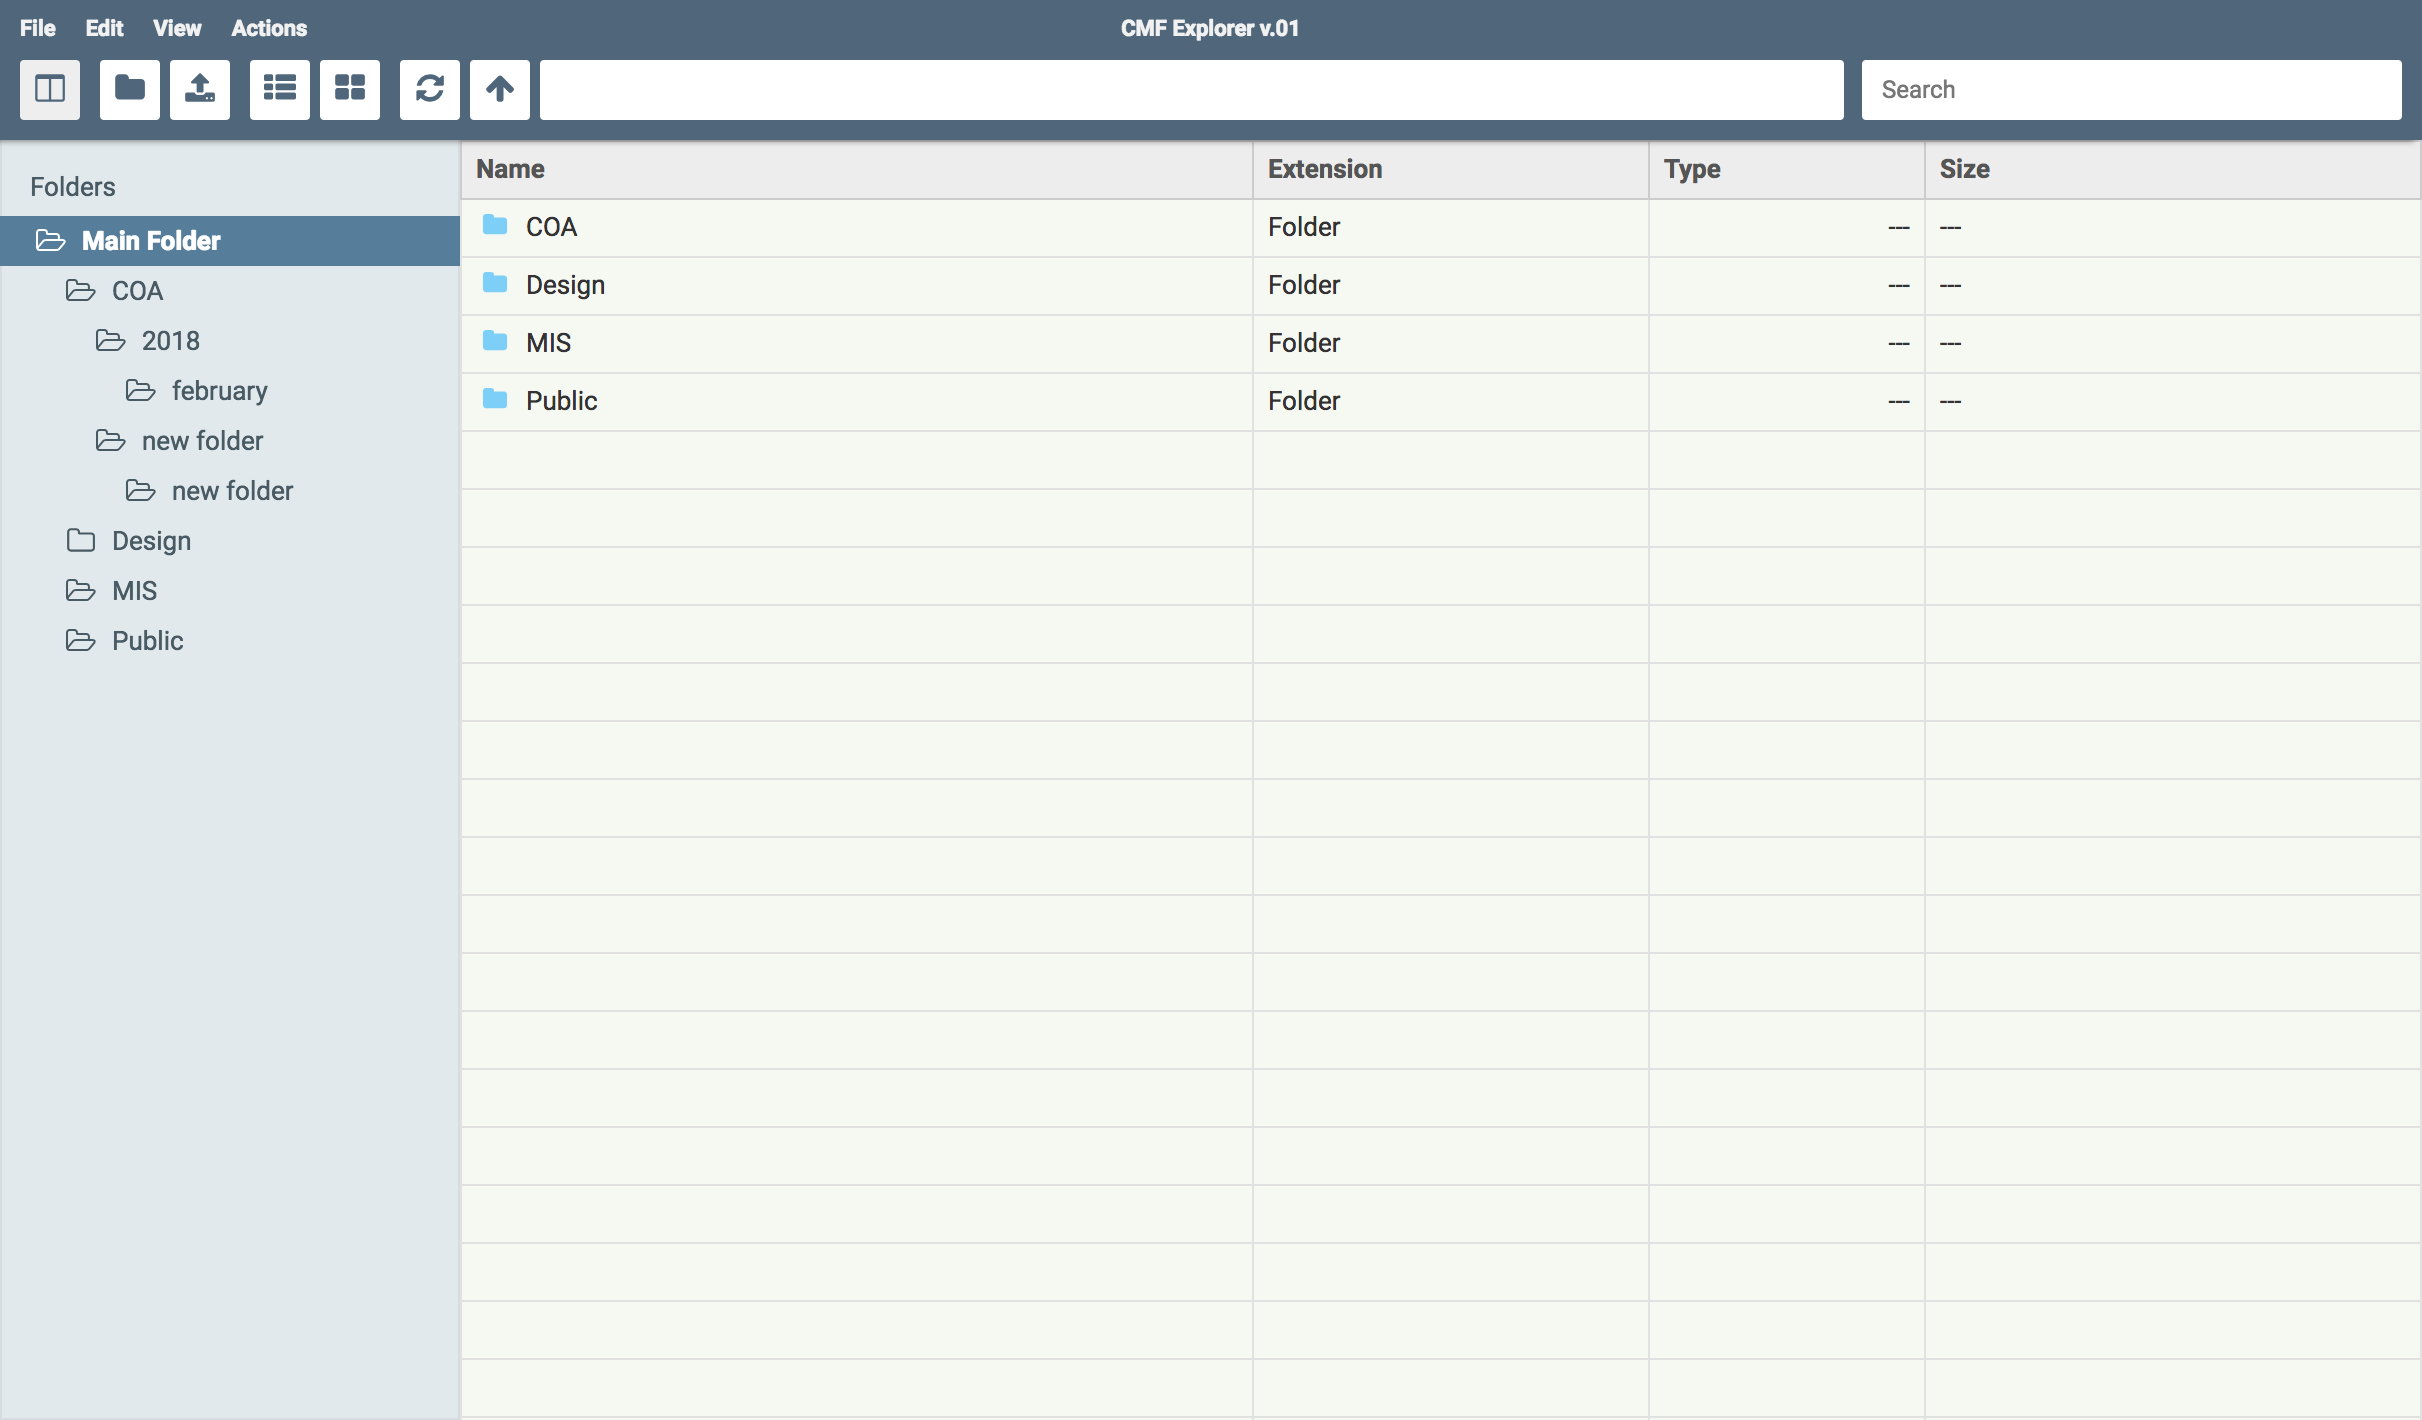 File Edit View Actions CMF Explorer v.01
Search
Folders
Main Folder
COA
2018
february
new folder
new folder
Design
MIS
Public
Name Extension Type Size
COA Folder --- ---
Design Folder --- ---
MIS Folder --- ---
Public Folder --- ---